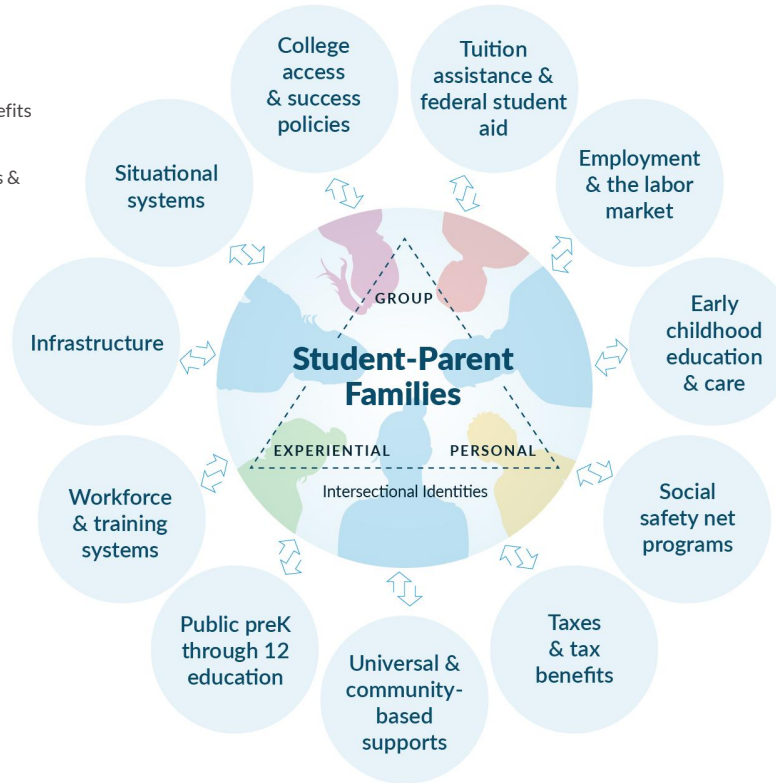 College
access
& success
policies
Tuition
assistance &
federal student
aid
efits
s &
Situational
systems
Employment
& the labor
market
GROUP
Infrastructure
Student-Parent
Families
Early
childhood
education
& care
EXPERIENTIAL
PERSONAL
Intersectional Identities
Workforce
& training
systems
Social
safety net
programs
Public preK
through 12
education
Universal &
community-
based
supports
Taxes
& tax
benefits